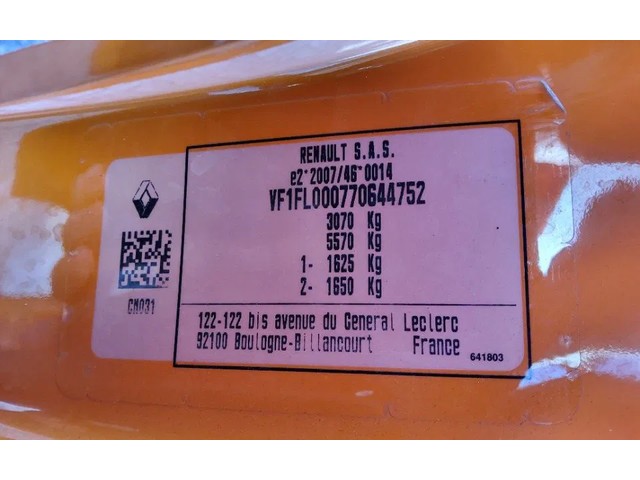 RENAULT S.A.S.
e2*2007/46*0014
VF1FL000770644752
3070 Kg
5570 Kg
1- 1625 Kg
2- 1650 Kg
CM031
122-122 bis avenue du General Leclerc
92100 Boulogne-Billancourt France
641803